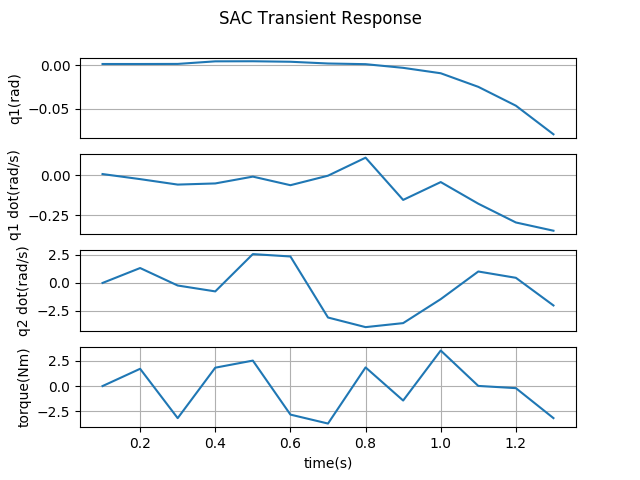 SAC Transient Response
q1(rad)
0.00
−0.05
q1 dot(rad/s)
0.00
−0.25
q2 dot(rad/s)
2.5
0.0
−2.5
torque(Nm)
2.5
0.0
−2.5
0.2 0.4 0.6 0.8 1.0 1.2
time(s)